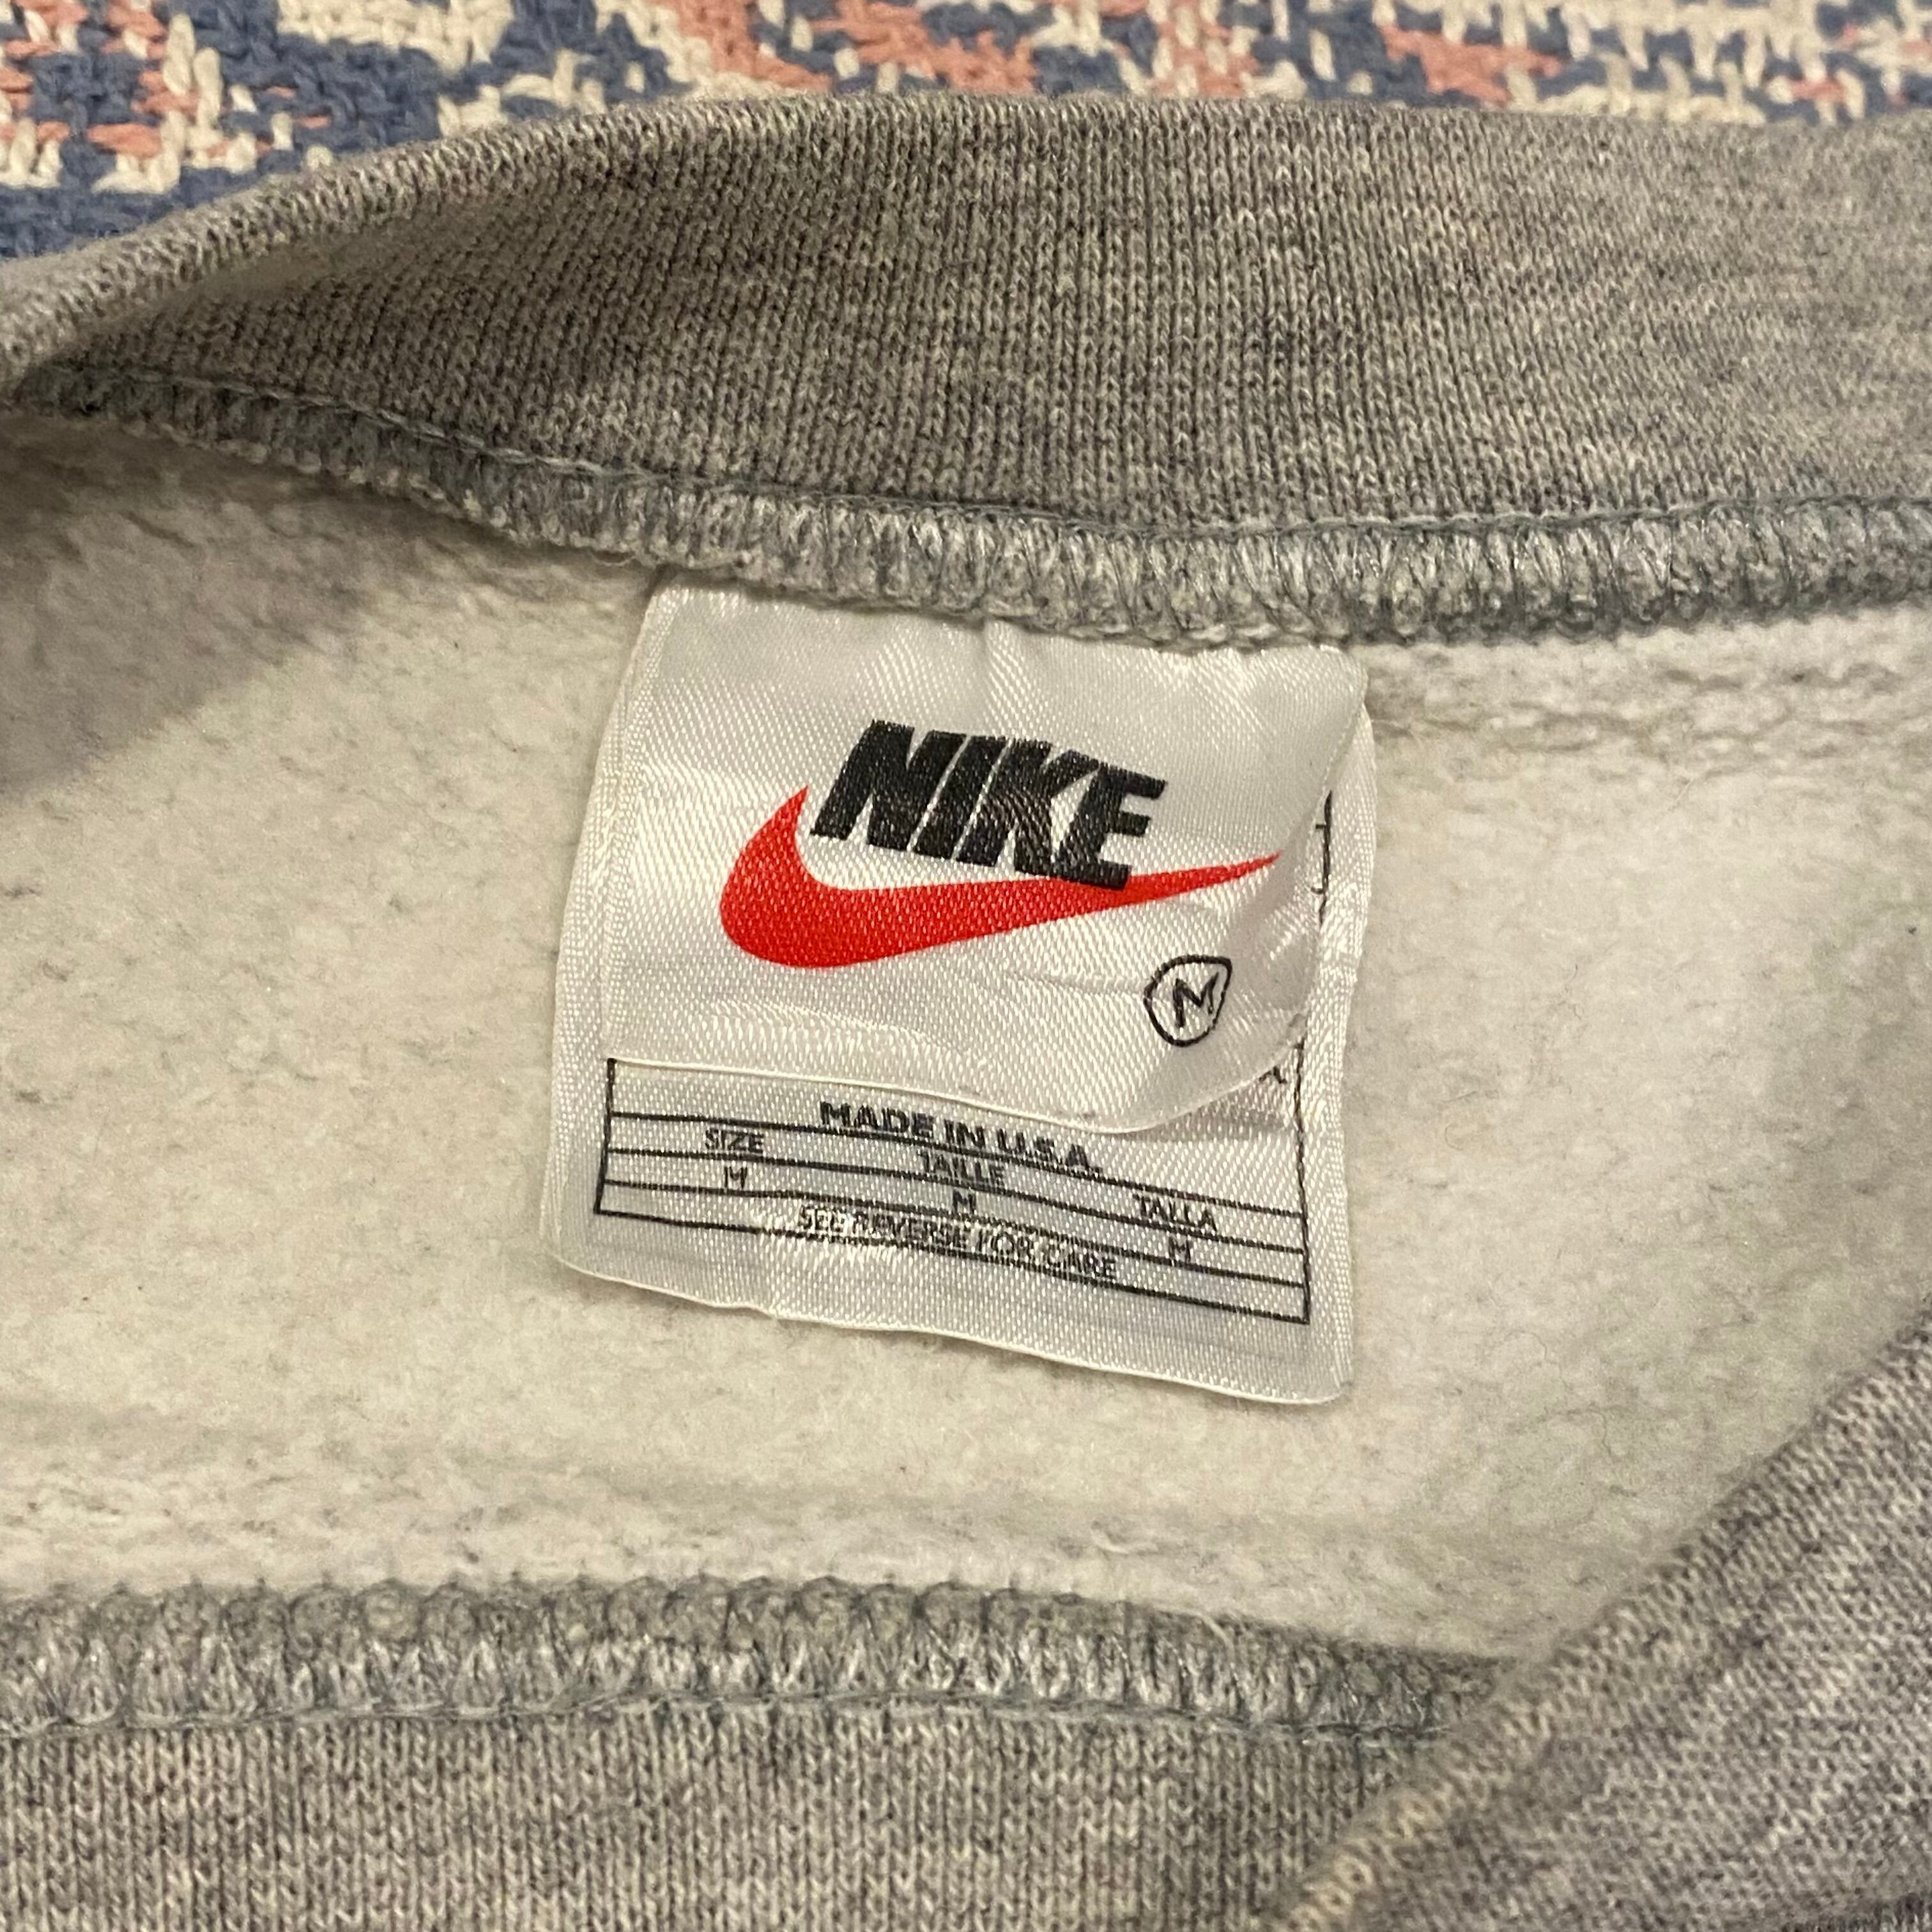 NIKE
M
MADE IN U.S.A.
SIZE TAILLE TALLA
M M M
SEE REVERSE FOR CARE